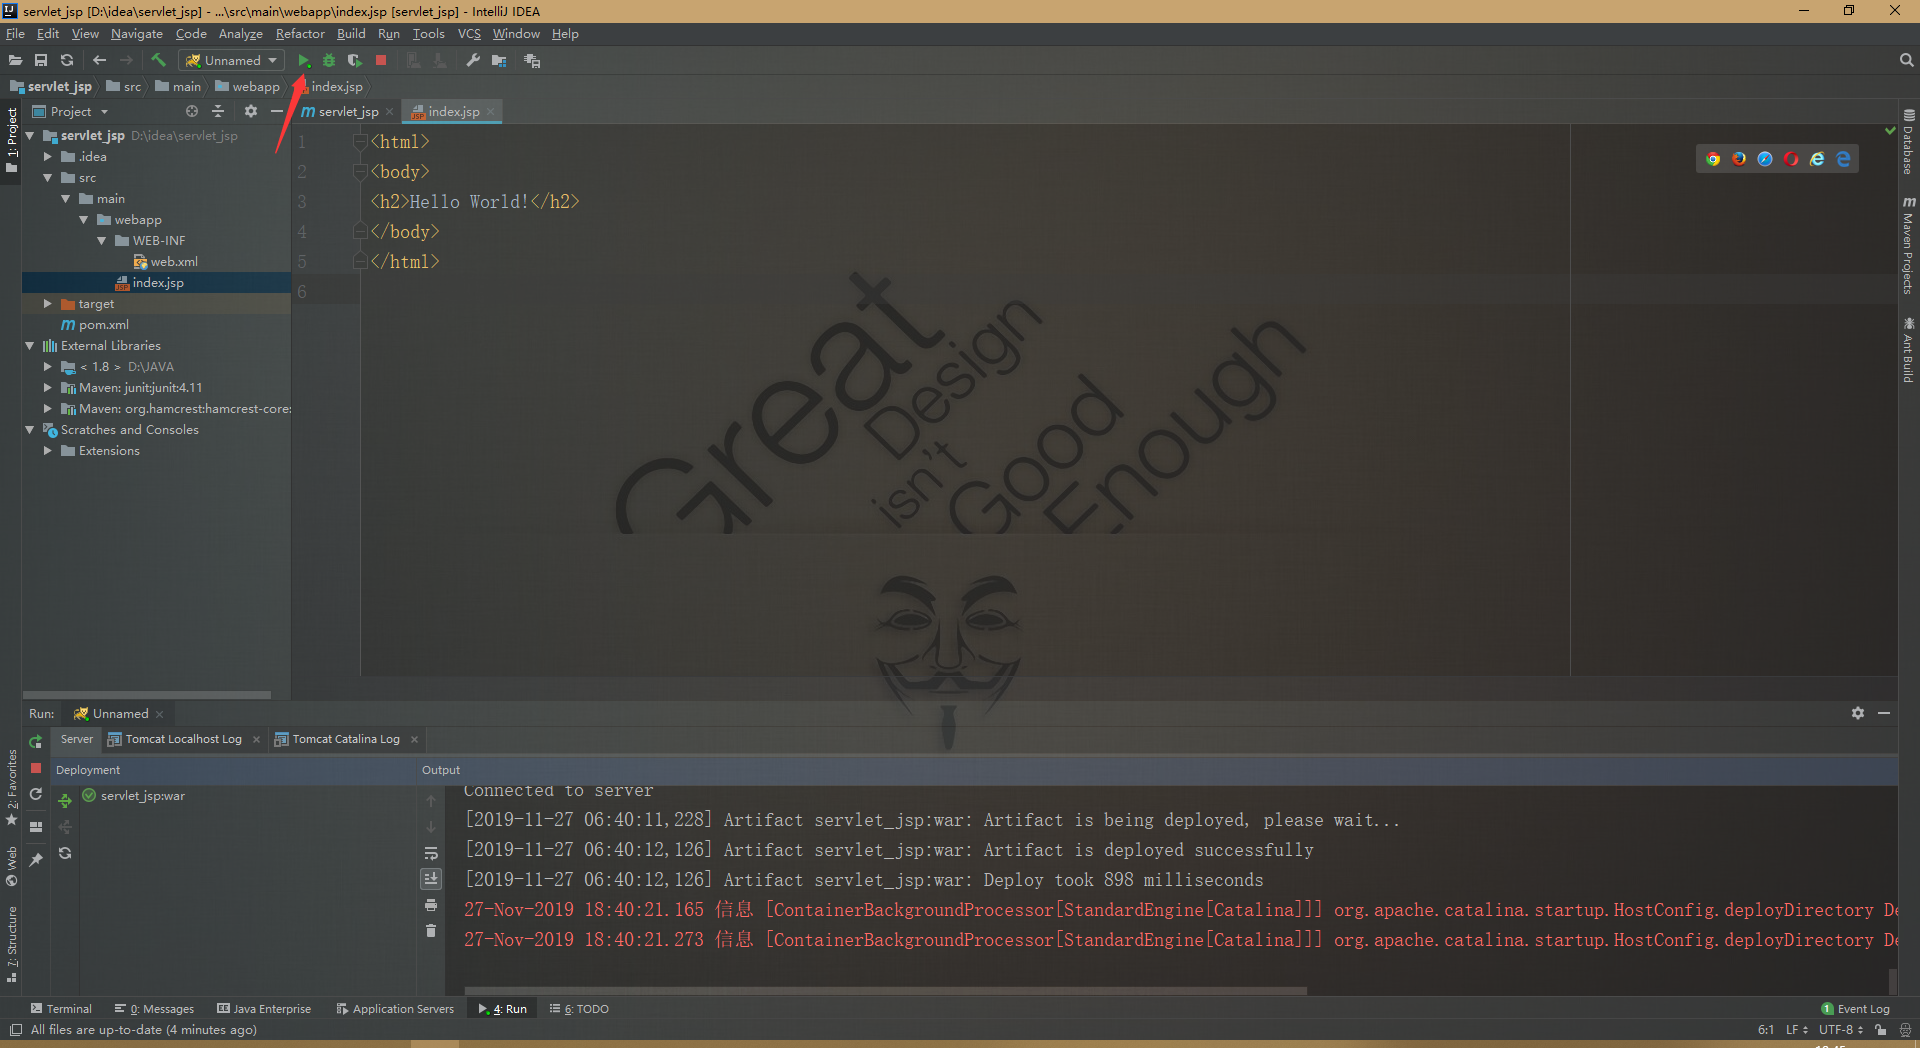 servlet_jsp [D:\idea\servlet_jsp] - ...\src\main\webapp\index.jsp [servlet_jsp] - IntelliJ IDEA
File Edit View Navigate Code Analyze Refactor Build Run Tools VCS Window Help
Unnamed
servlet_jsp src main webapp index.jsp
Project
servlet_jsp index.jsp
1: Project
servlet_jsp D:\idea\servlet_jsp
.idea
src
main
webapp
WEB-INF
web.xml
index.jsp
target
pom.xml
External Libraries
< 1.8 > D:\JAVA
Maven: junit:junit:4.11
Maven: org.hamcrest:hamcrest-core:
Scratches and Consoles
Extensions
1 <html>
2 <body>
3 <h2>Hello World!</h2>
4 </body>
5 </html>
6
Great
Design
isn't
Good
Enough
Database
Maven Projects
Ant Build
Run: Unnamed
Server Tomcat Localhost Log Tomcat Catalina Log
Deployment Output
servlet_jsp:war
Connected to server
[2019-11-27 06:40:11,228] Artifact servlet_jsp:war: Artifact is being deployed, please wait...
[2019-11-27 06:40:12,126] Artifact servlet_jsp:war: Artifact is deployed successfully
[2019-11-27 06:40:12,126] Artifact servlet_jsp:war: Deploy took 898 milliseconds
27-Nov-2019 18:40:21.165 信息 [ContainerBackgroundProcessor[StandardEngine[Catalina]]] org.apache.catalina.startup.HostConfig.deployDirectory De
27-Nov-2019 18:40:21.273 信息 [ContainerBackgroundProcessor[StandardEngine[Catalina]]] org.apache.catalina.startup.HostConfig.deployDirectory De
2: Favorites
Web
7: Structure
Terminal 0: Messages Java Enterprise Application Servers 4: Run 6: TODO 1 Event Log
All files are up-to-date (4 minutes ago) 6:1 LF UTF-8